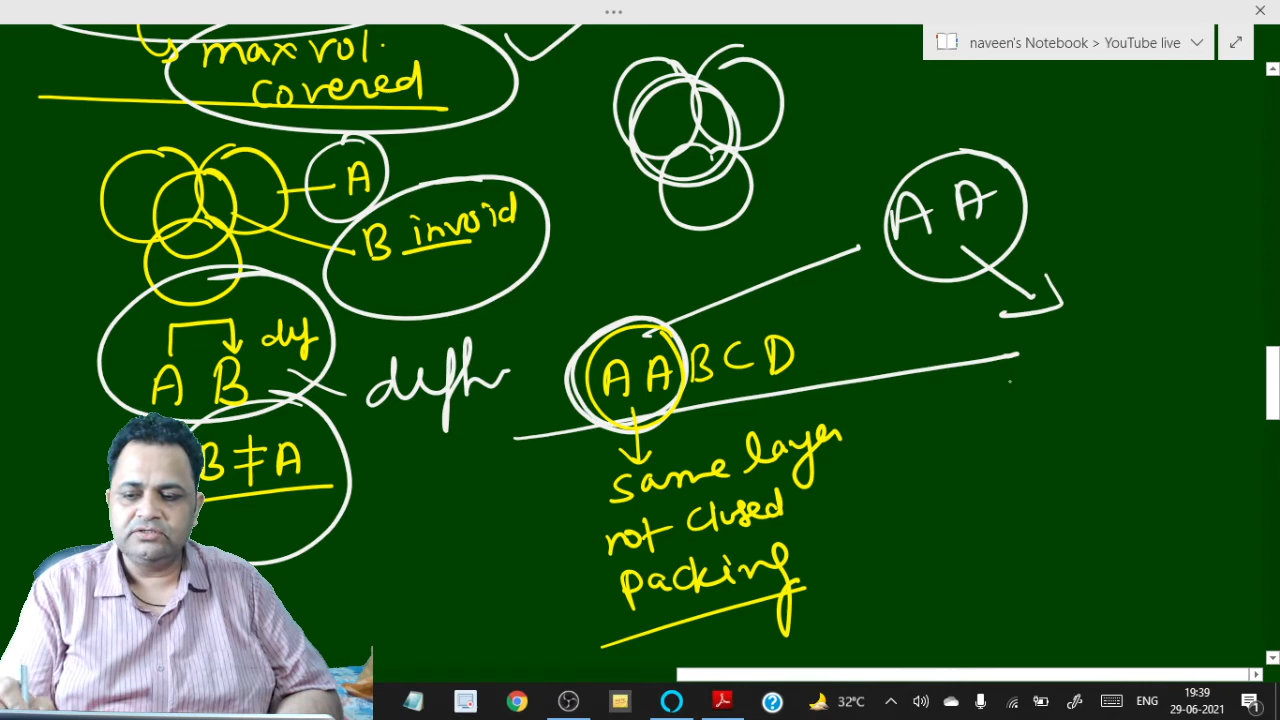 naveen's Notebook > YouTube live
max vol.
covered
A
B invoid
A B
dif
B ≠ A
A A
A A B C D
same layer
not closed
packing
32°C
ENG
19:39
29-06-2021